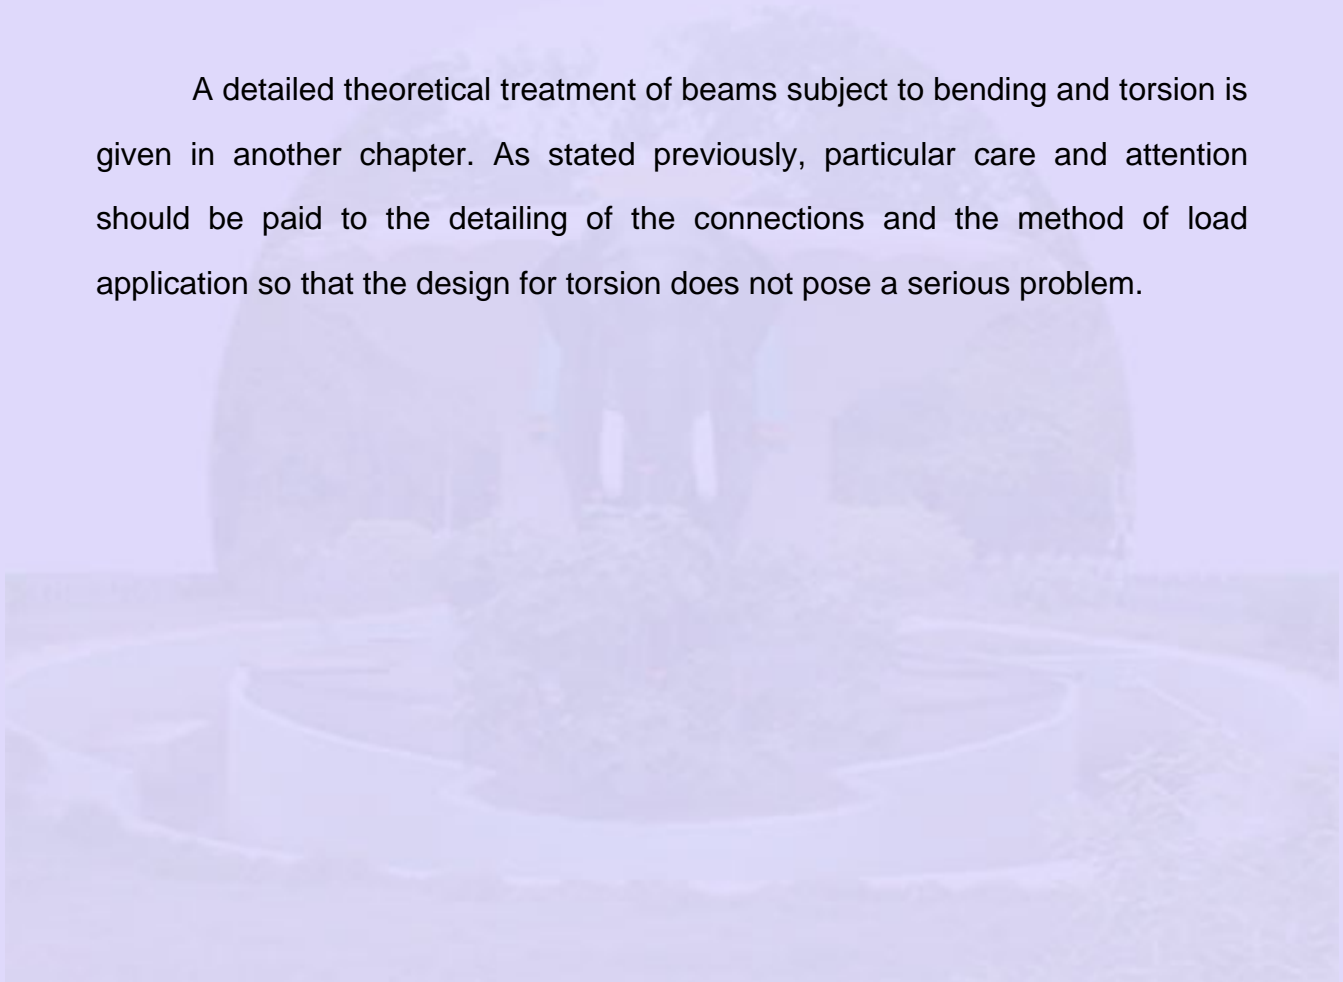 A detailed theoretical treatment of beams subject to bending and torsion is
given in another chapter. As stated previously, particular care and attention
should be paid to the detailing of the connections and the method of load
application so that the design for torsion does not pose a serious problem.